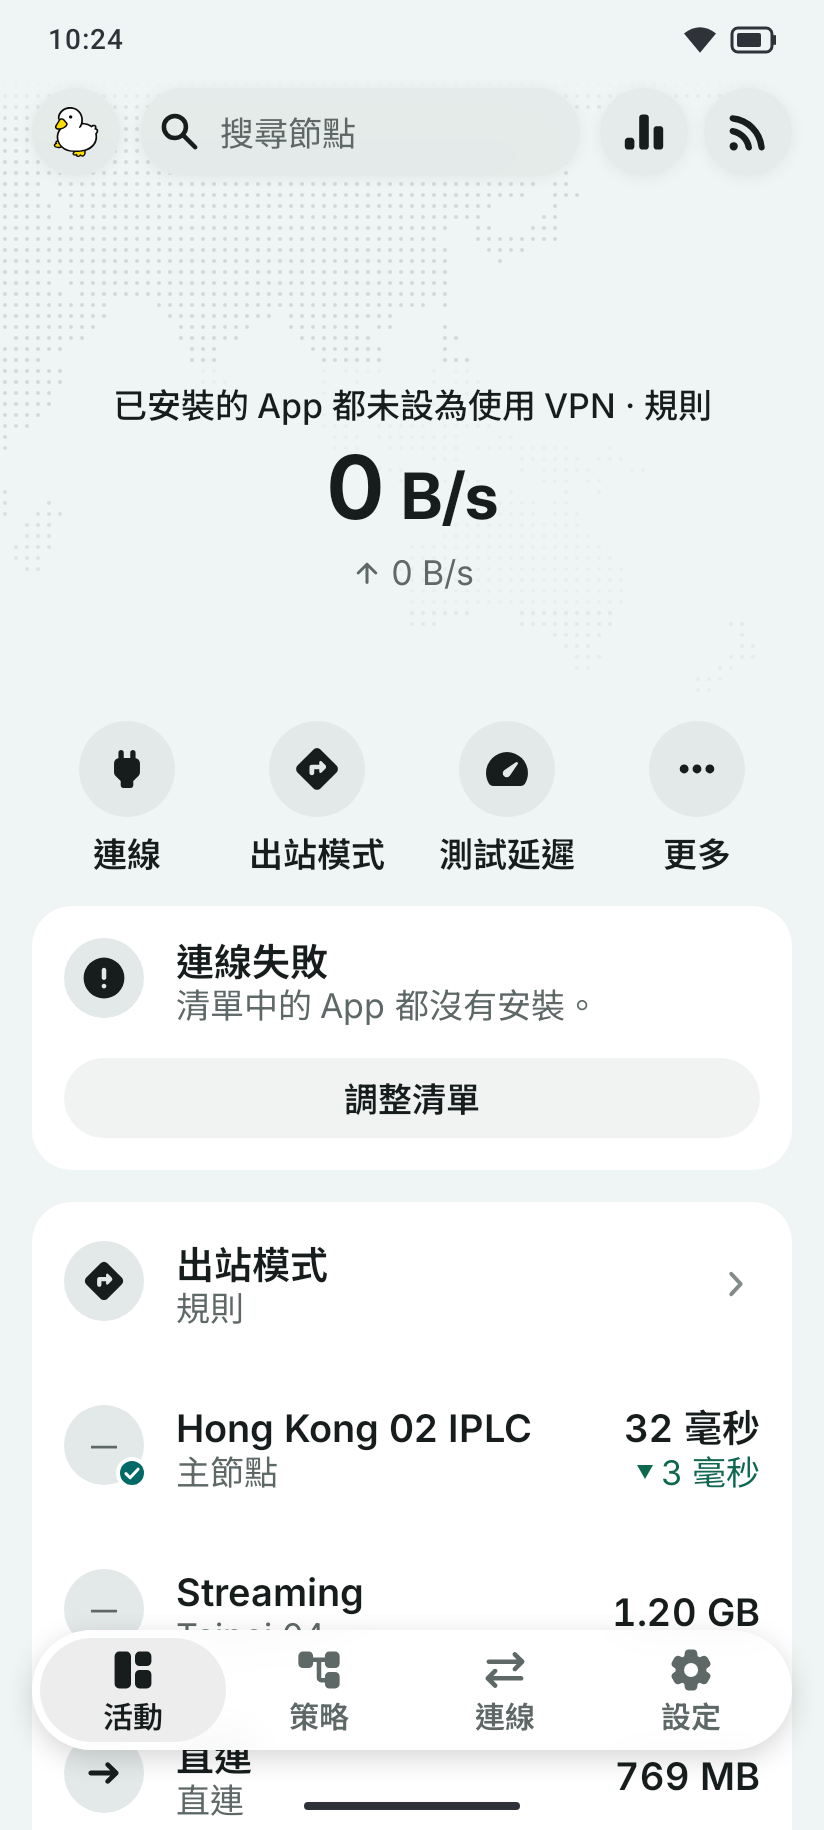 10:24
搜尋節點
已安裝的 App 都未設為使用 VPN · 規則
0 B/s
↑ 0 B/s
連線
出站模式
測試延遲
更多
連線失敗
清單中的 App 都沒有安裝。
調整清單
出站模式
規則
Hong Kong 02 IPLC
32 毫秒
主節點
▼3 毫秒
Streaming
1.20 GB
活動
策略
連線
設定
直連
769 MB
直連